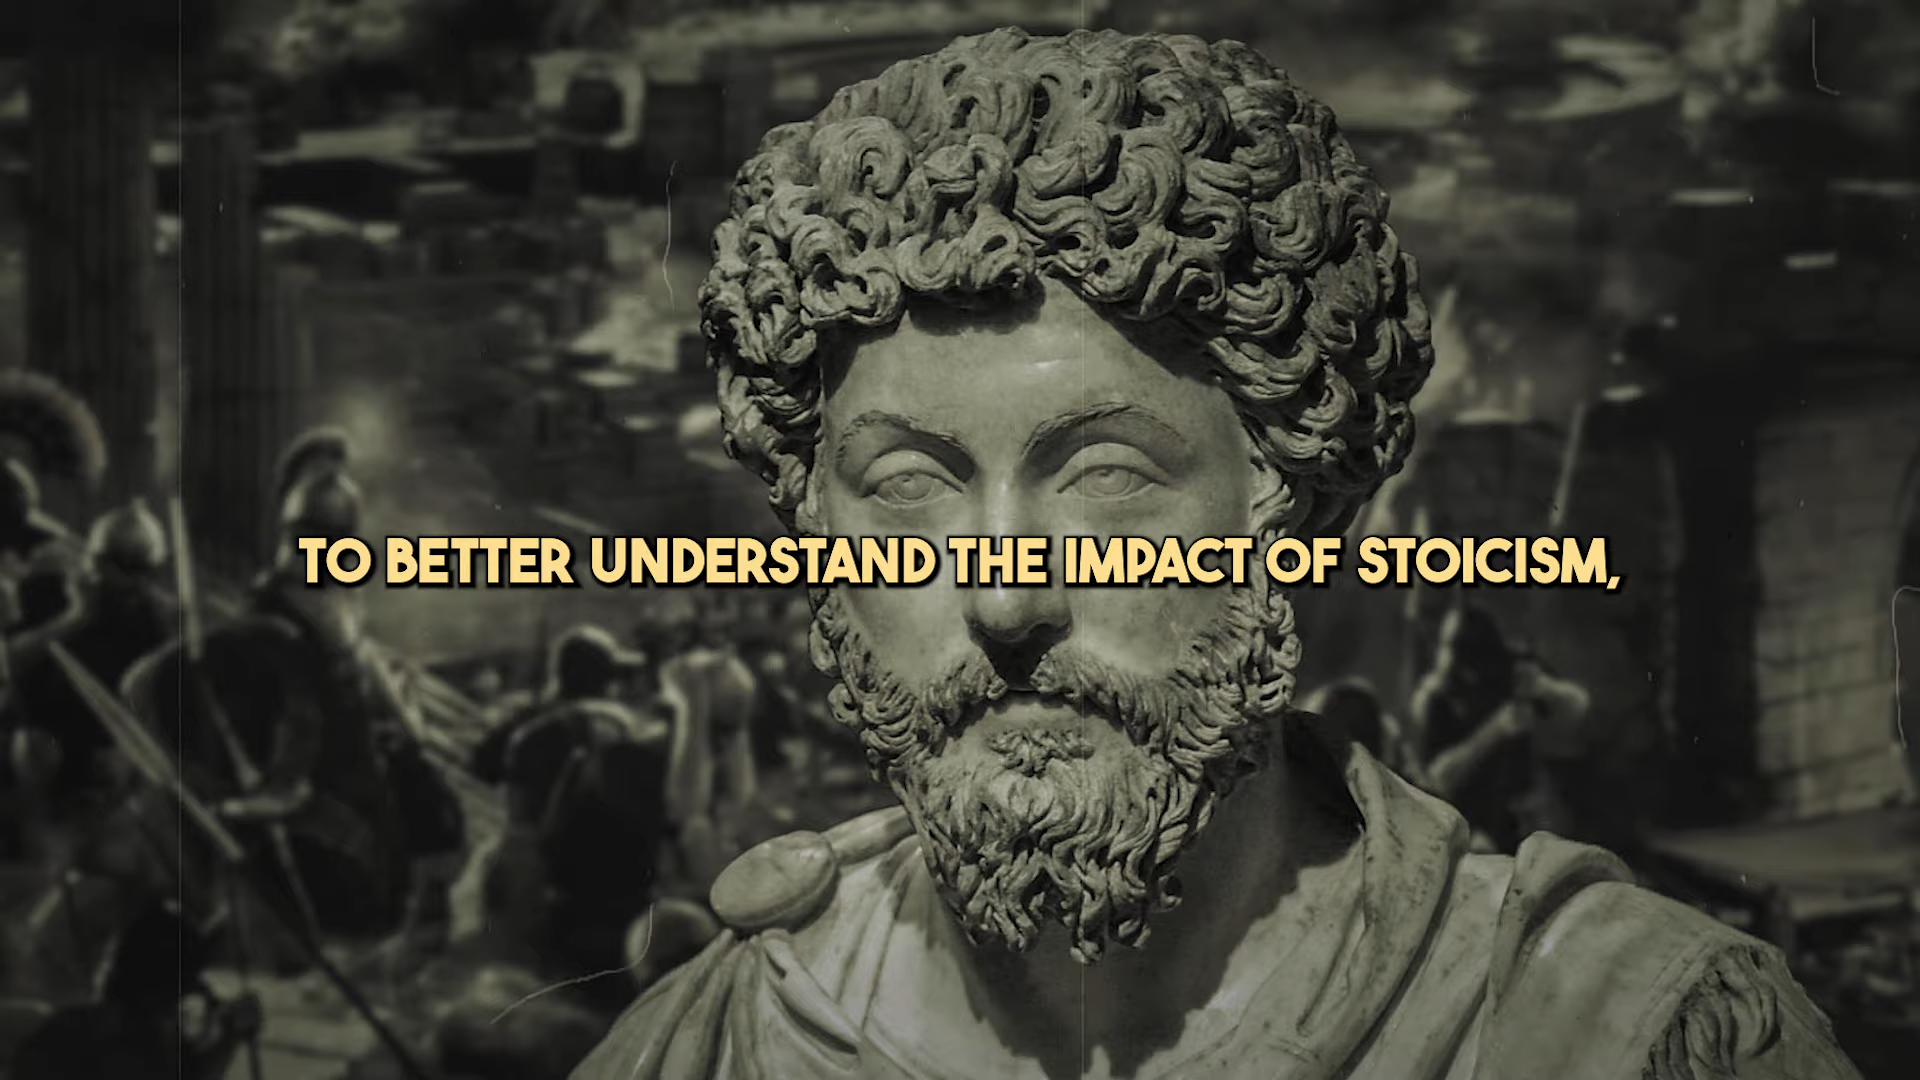 TO BETTER UNDERSTAND THE IMPACT OF STOICISM,